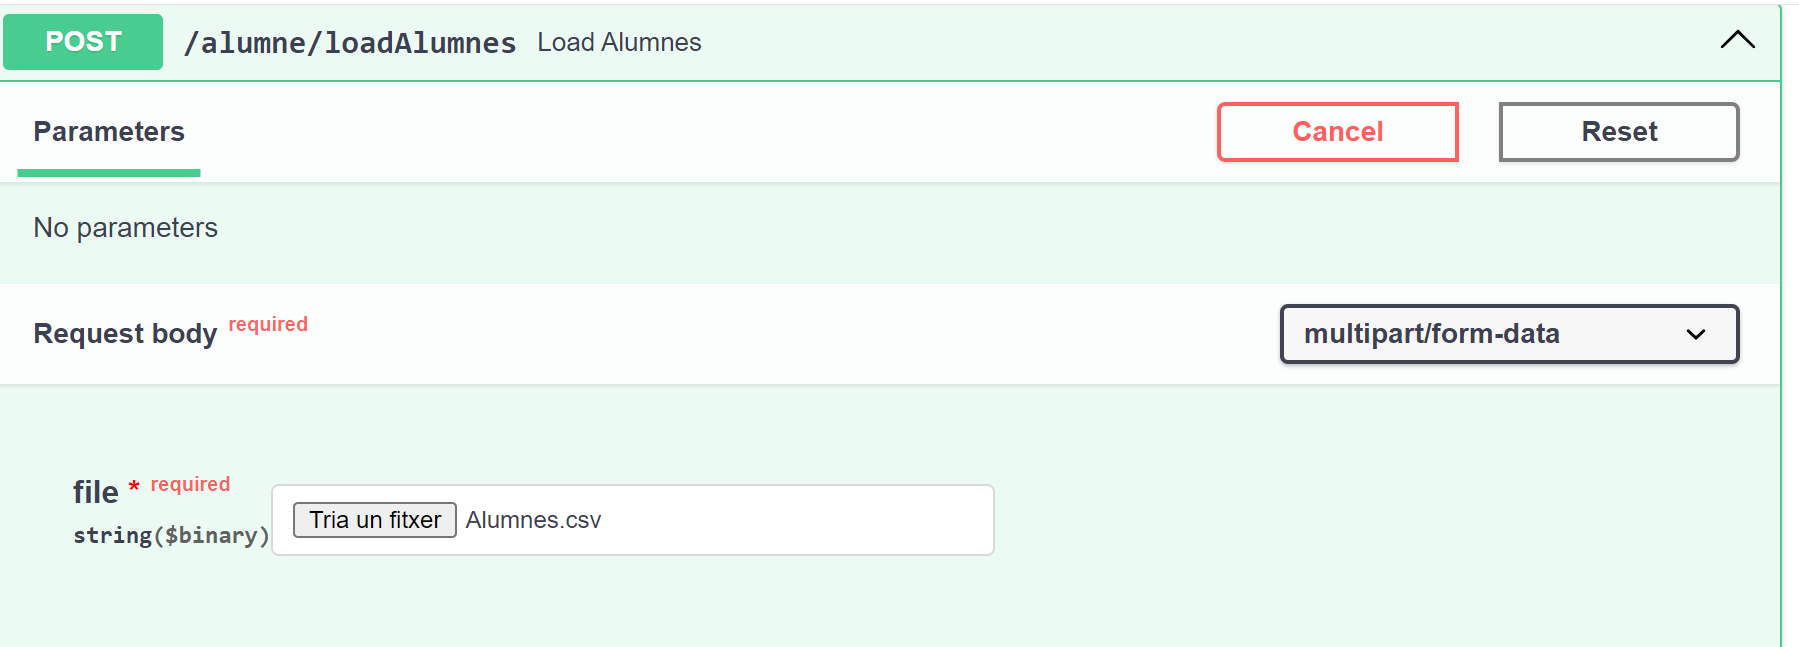 POST /alumne/loadAlumnes Load Alumnes
Parameters Cancel Reset
No parameters
Request body required multipart/form-data
file * required
Tria un fitxer Alumnes.csv
string($binary)